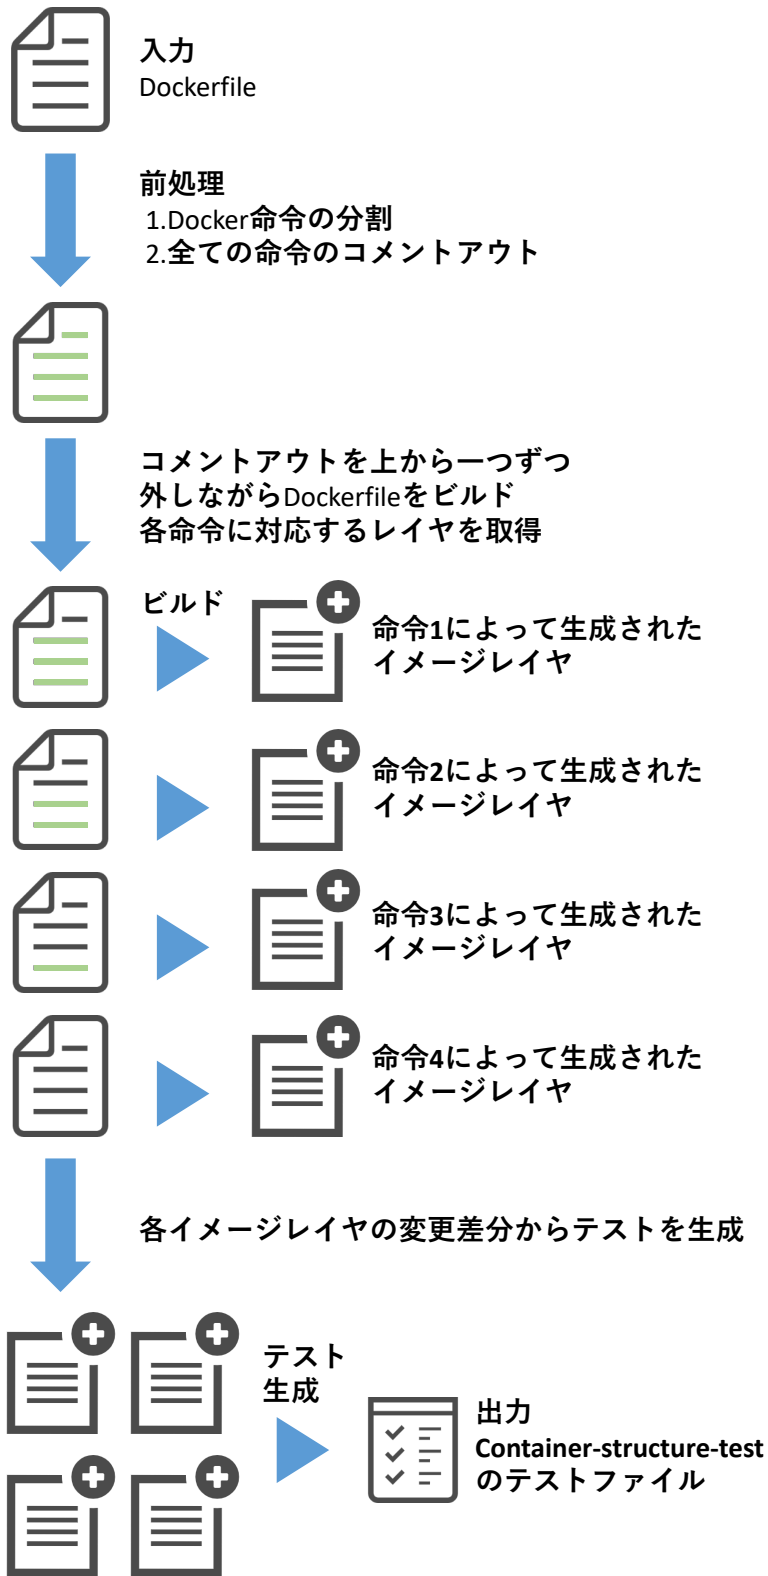 入力
Dockerfile
前処理
1.Docker命令の分割
2.全ての命令のコメントアウト
コメントアウトを上から一つずつ
外しながらDockerfileをビルド
各命令に対応するレイヤを取得
ビルド
命令1によって生成された
イメージレイヤ
命令2によって生成された
イメージレイヤ
命令3によって生成された
イメージレイヤ
命令4によって生成された
イメージレイヤ
各イメージレイヤの変更差分からテストを生成
テスト
生成
出力
Container-structure-test
のテストファイル